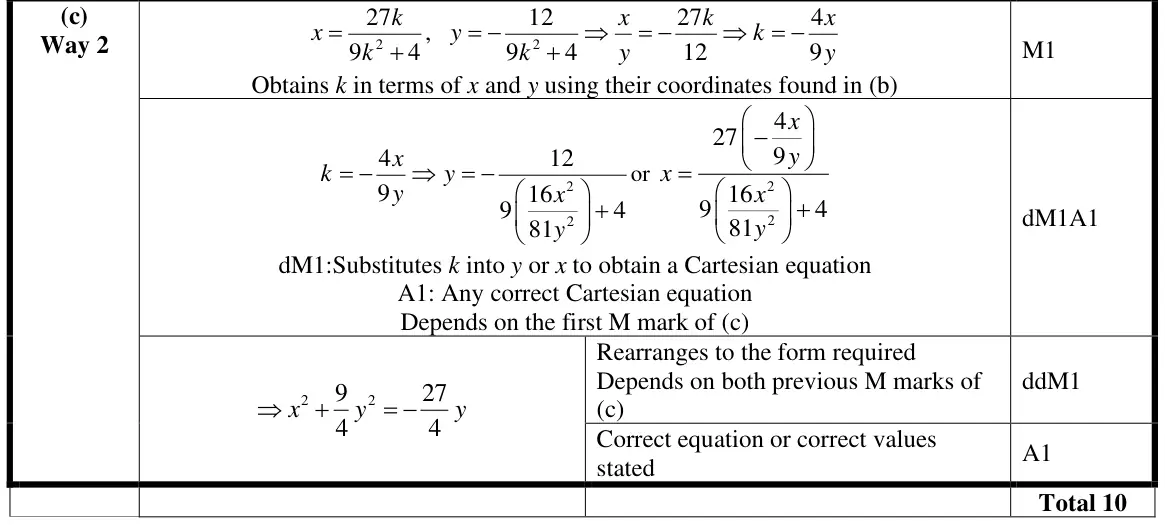 (c)
Way 2
x = 27k / (9k² + 4), y = − 12 / (9k² + 4) ⇒ x/y = − 27k/12 ⇒ k = − 4x/9y
Obtains k in terms of x and y using their coordinates found in (b)
M1
k = − 4x/9y ⇒ y = − 12 / (9(16x²/81y²) + 4) or x = 27(− 4x/9y) / (9(16x²/81y²) + 4)
dM1:Substitutes k into y or x to obtain a Cartesian equation
A1: Any correct Cartesian equation
Depends on the first M mark of (c)
dM1A1
⇒ x² + 9/4 y² = − 27/4 y
Rearranges to the form required
Depends on both previous M marks of
(c)
ddM1
Correct equation or correct values
stated
A1
Total 10